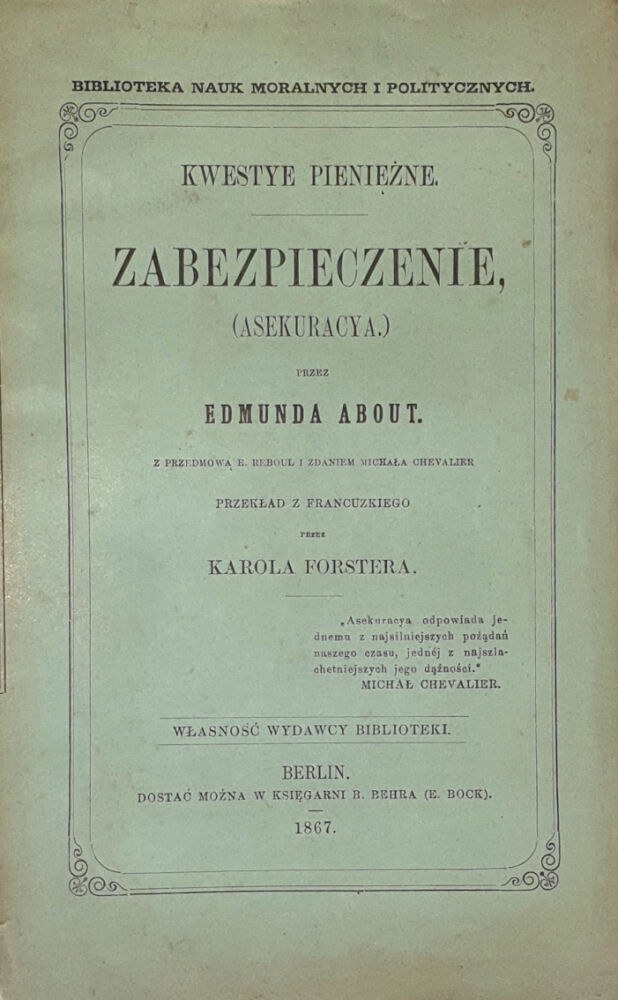 BIBLIOTEKA NAUK MORALNYCH I POLITYCZNYCH.
KWESTYE PIENIĘŻNE.
ZABEZPIECZENIE,
(ASEKURACYA.)
PRZEZ
EDMUNDA ABOUT.
Z PRZEDMOWĄ E. REBOUL I ZDANIEM MICHAŁA CHEVALIER
PRZEKŁAD Z FRANCUZKIEGO
PRZEZ
KAROLA FORSTERA.
„Asekuracya odpowiada je-
dnemu z najsilniejszych pożądań
naszego czasu, jednéj z najszla-
chetniejszych jego dążności.“
MICHAŁ CHEVALIER.
WŁASNOŚĆ WYDAWCY BIBLIOTEKI.
BERLIN.
DOSTAĆ MOŻNA W KSIĘGARNI B. BEHRA (E. BOCK).
1867.